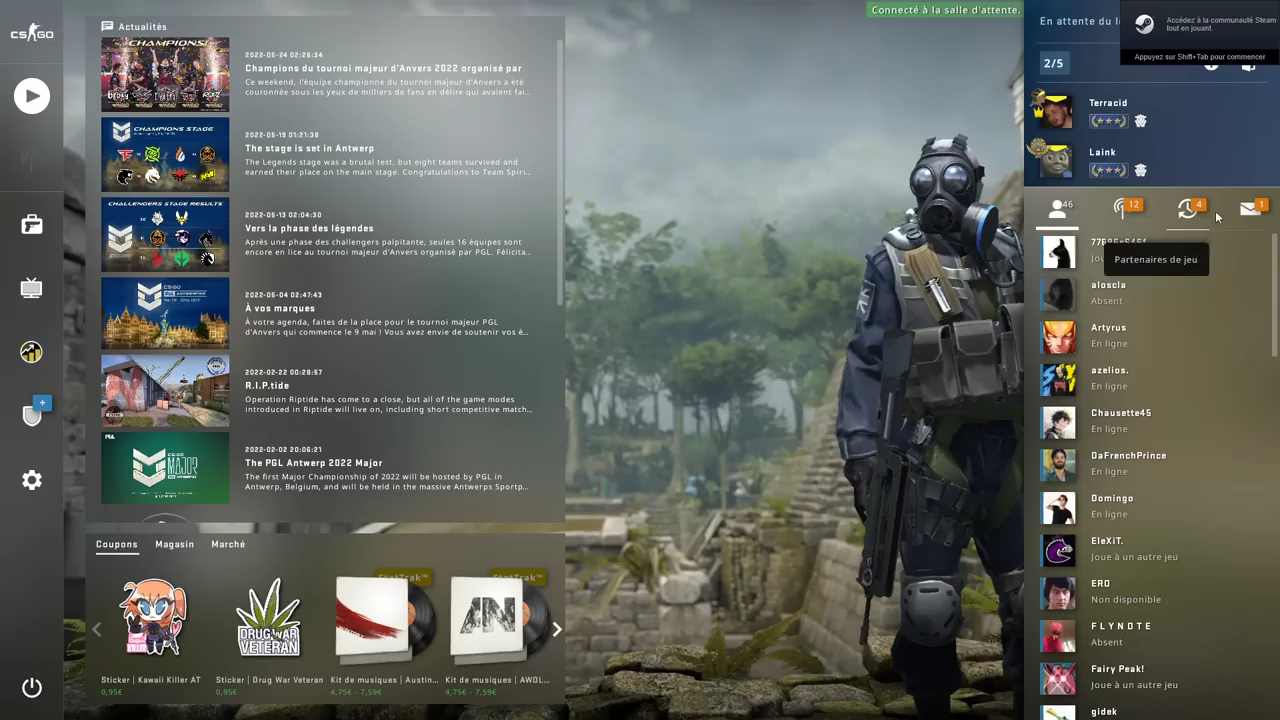 CS:GO
Actualités
2022-05-24 02:26:34
Champions du tournoi majeur d'Anvers 2022 organisé par
Ce weekend, l'équipe championne du tournoi majeur d'Anvers a été
couronnée sous les yeux de milliers de fans en délire qui avaient fai...
CHAMPIONS!
CHAMPIONS STAGE
2022-05-19 01:21:38
The stage is set in Antwerp
The Legends stage was a brutal test, but eight teams survived and
earned their place on the main stage. Congratulations to Team Spiri...
CHALLENGERS STAGE RESULTS
2022-05-13 02:04:30
Vers la phase des légendes
Après une phase des challengers palpitante, seules 16 équipes sont
encore en lice au tournoi majeur d'Anvers organisé par PGL. Félicita...
2022-05-04 02:47:43
À vos marques
À votre agenda, faites de la place pour le tournoi majeur PGL
d'Anvers qui commence le 9 mai ! Vous avez envie de soutenir vos é...
2022-02-22 00:28:57
R.I.P.tide
Operation Riptide has come to a close, but all of the game modes
introduced in Riptide will live on, including short competitive match...
PGL
MAJOR
2022-02-02 20:06:21
The PGL Antwerp 2022 Major
The first Major Championship of 2022 will be hosted by PGL in
Antwerp, Belgium, and will be held in the massive Antwerps Sportp...
Coupons Magasin Marché
StatTrak™ StatTrak™
DRUG WAR
VETERAN
AN
Sticker | Kawaii Killer AT
0,95€
Sticker | Drug War Veteran
0,95€
Kit de musiques | Austin...
4,75€ - 7,59€
Kit de musiques | AWOL...
4,75€ - 7,59€
Connecté à la salle d'attente.
En attente du l
Accédez à la communauté Steam
tout en jouant.
Appuyez sur Shift+Tab pour commencer
2/5
Terracid
Laink
46 12 4 1
Partenaires de jeu
aloscla
Absent
Artyrus
En ligne
azelios.
En ligne
Chausette45
En ligne
DaFrenchPrince
En ligne
Domingo
En ligne
EleXiT.
Joue à un autre jeu
ERO
Non disponible
F L Y N O T E
Absent
Fairy Peak!
Joue à un autre jeu
gidek